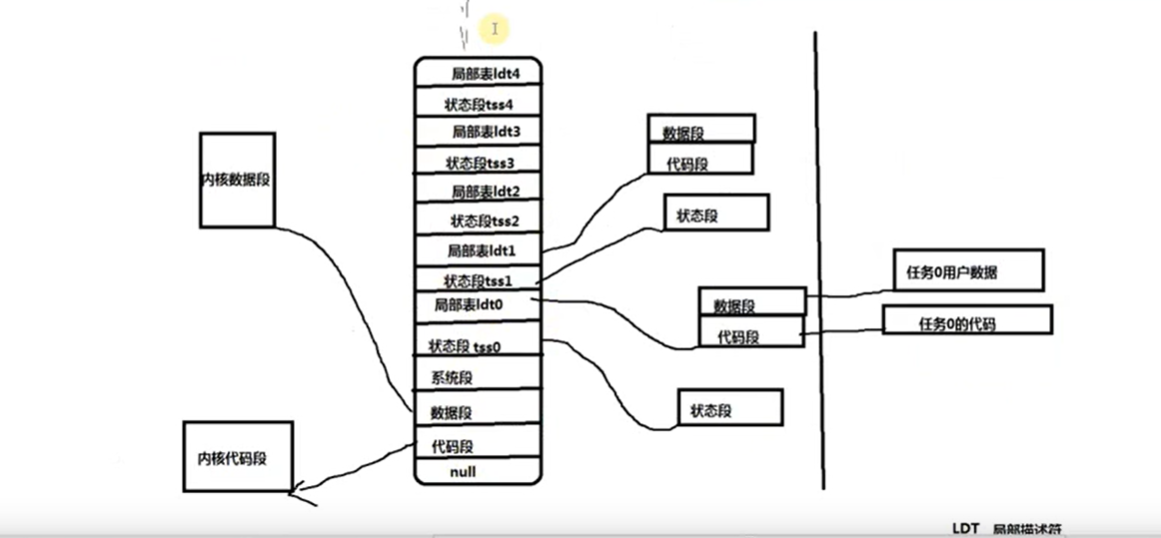 局部表ldt4
状态段tss4
局部表ldt3
状态段tss3
局部表ldt2
状态段tss2
局部表ldt1
状态段tss1
局部表ldt0
状态段 tss0
系统段
数据段
代码段
null
内核数据段
内核代码段
数据段
代码段
状态段
数据段
代码段
状态段
任务0用户数据
任务0的代码
LDT 局部描述符